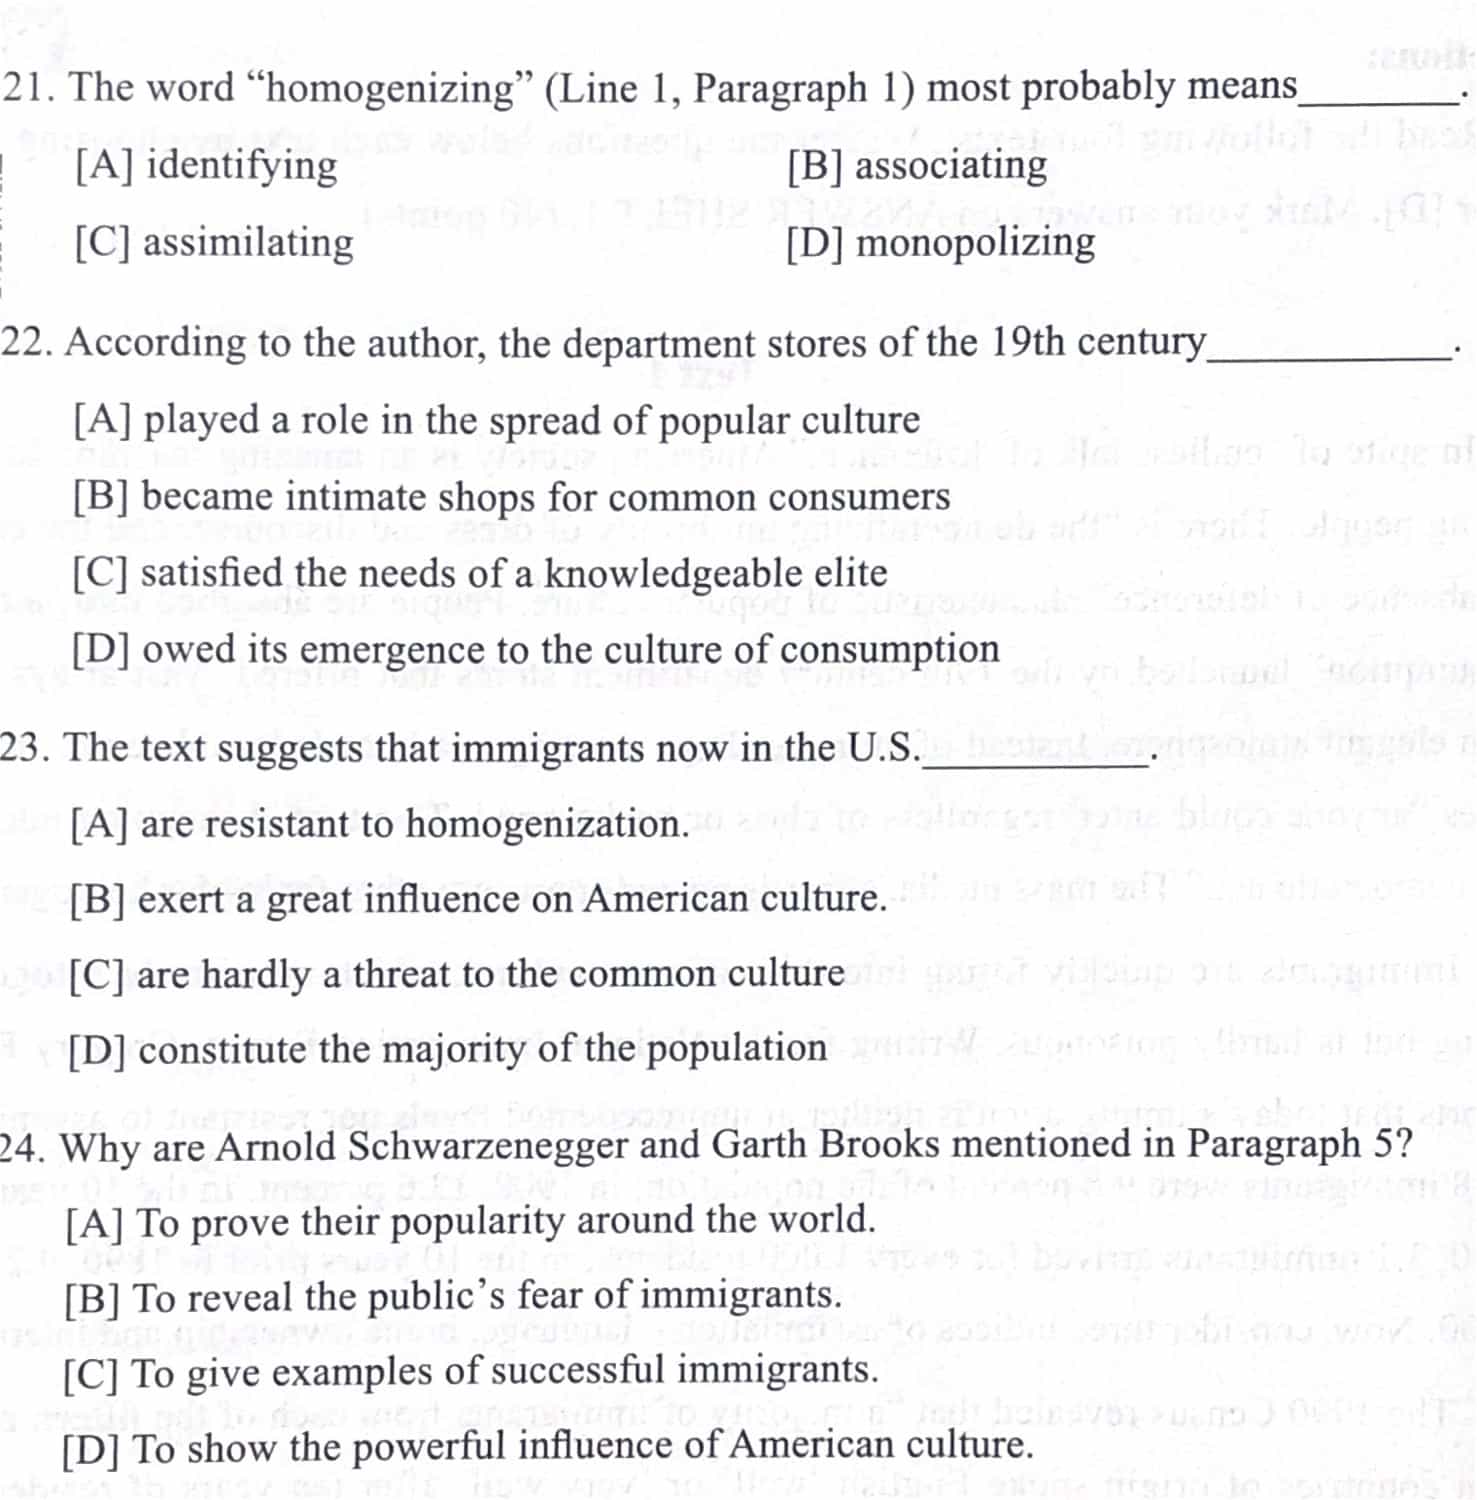 21. The word “homogenizing” (Line 1, Paragraph 1) most probably means________.
[A] identifying [B] associating
[C] assimilating [D] monopolizing
22. According to the author, the department stores of the 19th century____________.
[A] played a role in the spread of popular culture
[B] became intimate shops for common consumers
[C] satisfied the needs of a knowledgeable elite
[D] owed its emergence to the culture of consumption
23. The text suggests that immigrants now in the U.S.___________.
[A] are resistant to homogenization.
[B] exert a great influence on American culture.
[C] are hardly a threat to the common culture
[D] constitute the majority of the population
24. Why are Arnold Schwarzenegger and Garth Brooks mentioned in Paragraph 5?
[A] To prove their popularity around the world.
[B] To reveal the public’s fear of immigrants.
[C] To give examples of successful immigrants.
[D] To show the powerful influence of American culture.